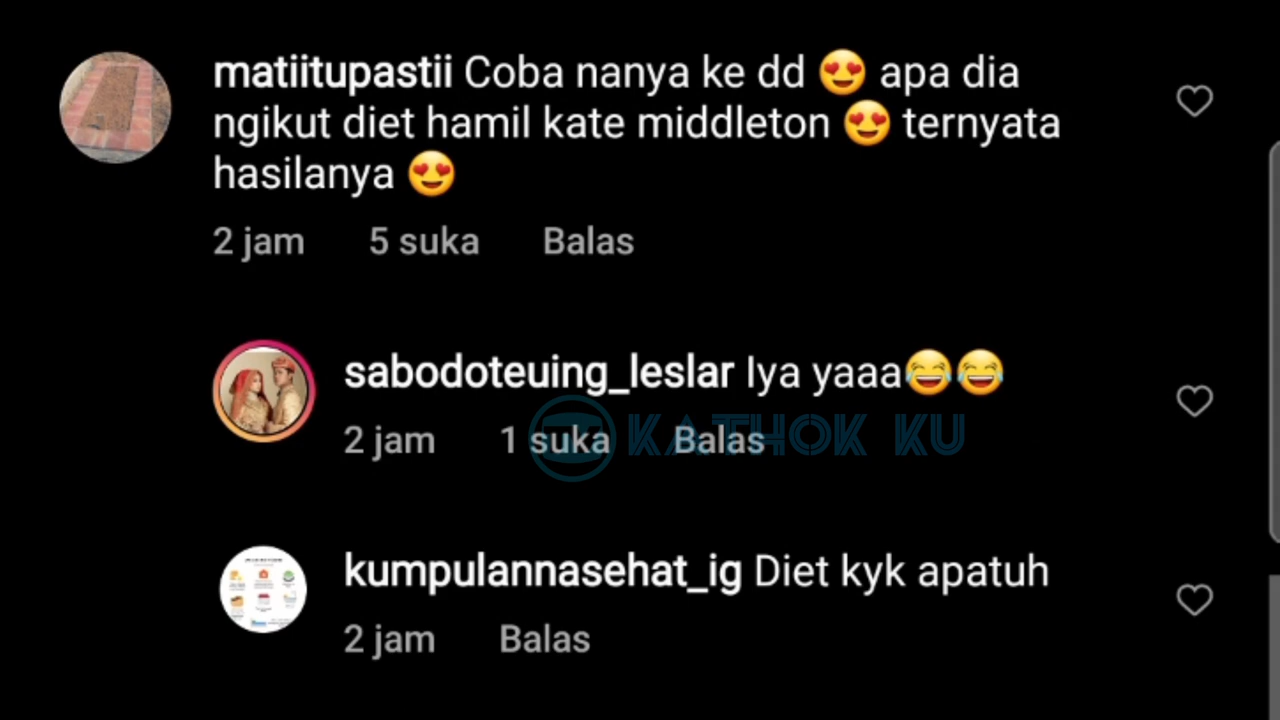 matiitupastii Coba nanya ke dd 😍 apa dia
ngikut diet hamil kate middleton 😍 ternyata
hasilanya 😍
2 jam 5 suka Balas
sabodoteuing_leslar Iya yaaa😂😂
2 jam 1 suka Balas
KATHOK KU
kumpulannasehat_ig Diet kyk apatuh
2 jam Balas